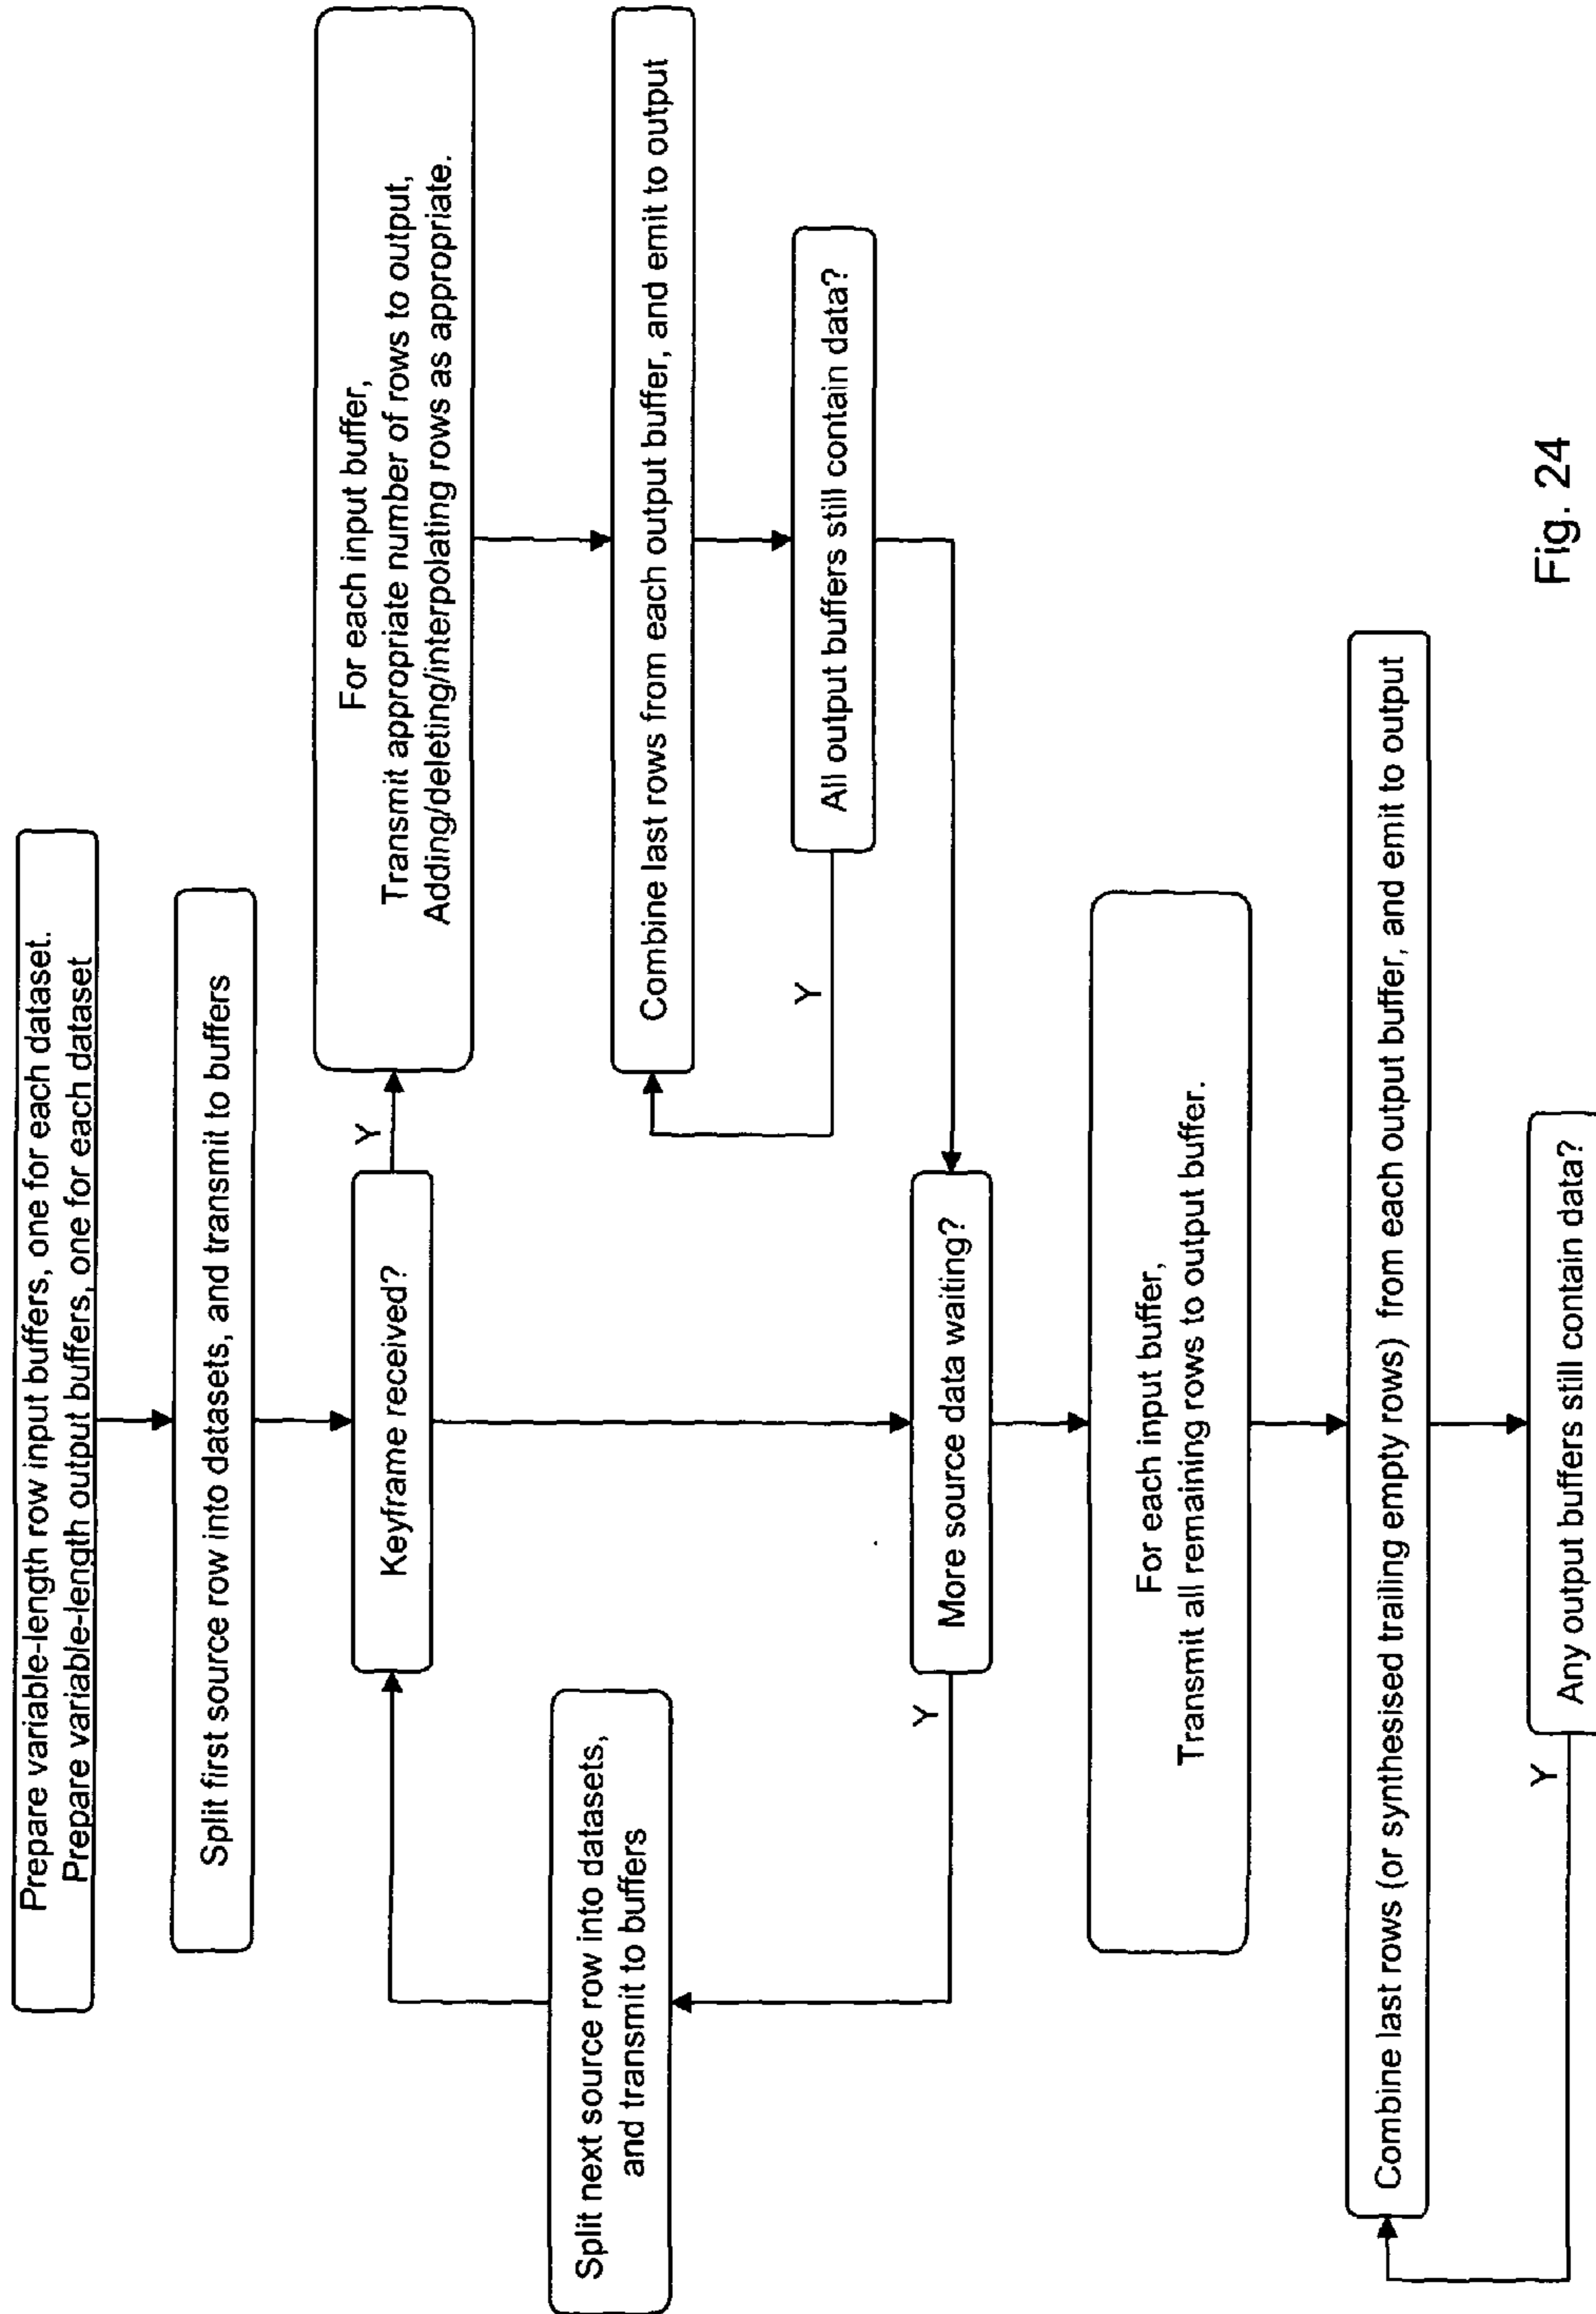 Prepare variable-length row input buffers, one for each dataset.
Prepare variable-length output buffers, one for each dataset
Split first source row into datasets, and transmit to buffers
Keyframe received?
Y
For each input buffer,
Transmit appropriate number of rows to output,
Adding/deleting/interpolating rows as appropriate.
Combine last rows from each output buffer, and emit to output
All output buffers still contain data?
Y
Split next source row into datasets,
and transmit to buffers
More source data waiting?
Y
For each input buffer,
Transmit all remaining rows to output buffer.
Combine last rows (or synthesised trailing empty rows) from each output buffer, and emit to output
Any output buffers still contain data?
Y
Fig. 24